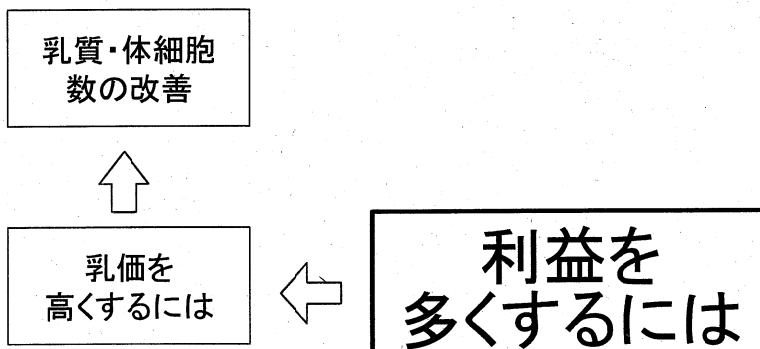 乳質・体細胞
数の改善
乳価を
高くするには
利益を
多くするには